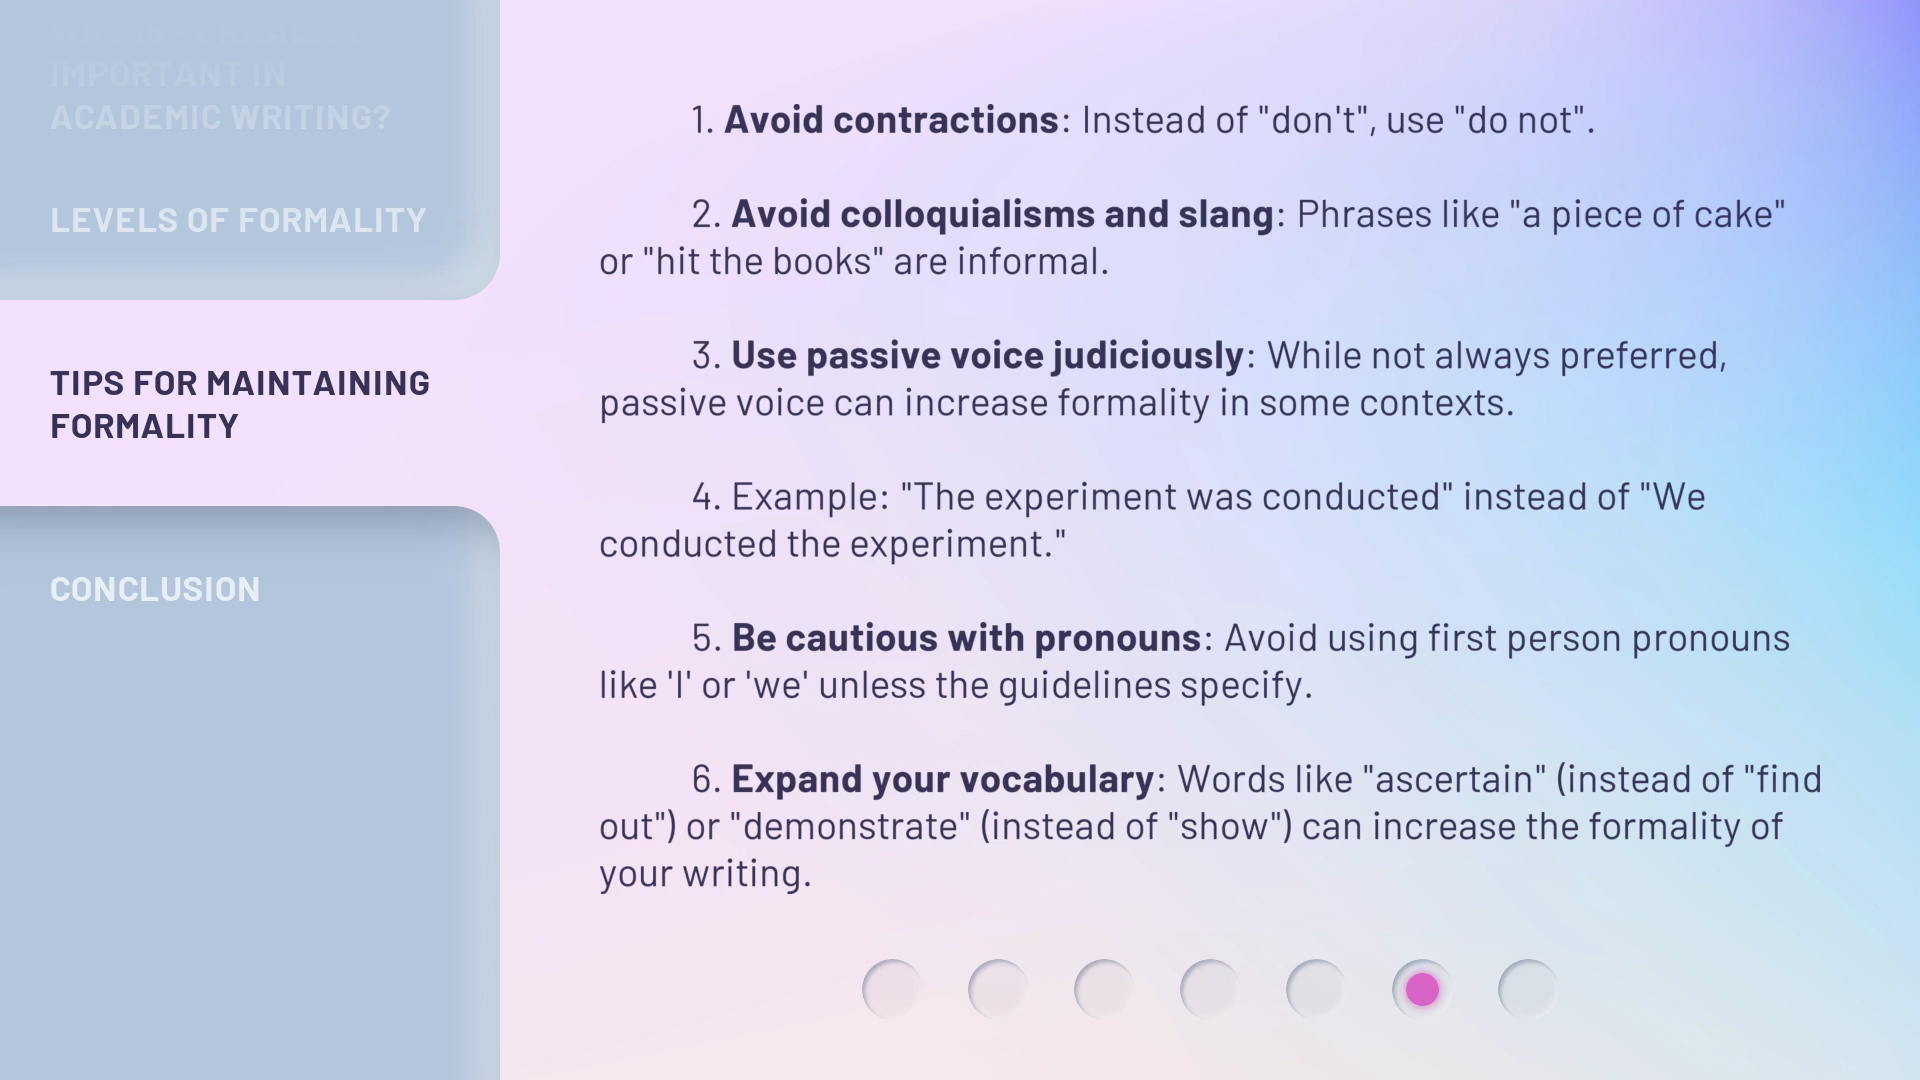 WHY IS FORMALITY
IMPORTANT IN
ACADEMIC WRITING?
LEVELS OF FORMALITY
TIPS FOR MAINTAINING
FORMALITY
CONCLUSION
1. Avoid contractions: Instead of "don't", use "do not".
2. Avoid colloquialisms and slang: Phrases like "a piece of cake"
or "hit the books" are informal.
3. Use passive voice judiciously: While not always preferred,
passive voice can increase formality in some contexts.
4. Example: "The experiment was conducted" instead of "We
conducted the experiment."
5. Be cautious with pronouns: Avoid using first person pronouns
like 'I' or 'we' unless the guidelines specify.
6. Expand your vocabulary: Words like "ascertain" (instead of "find
out") or "demonstrate" (instead of "show") can increase the formality of
your writing.